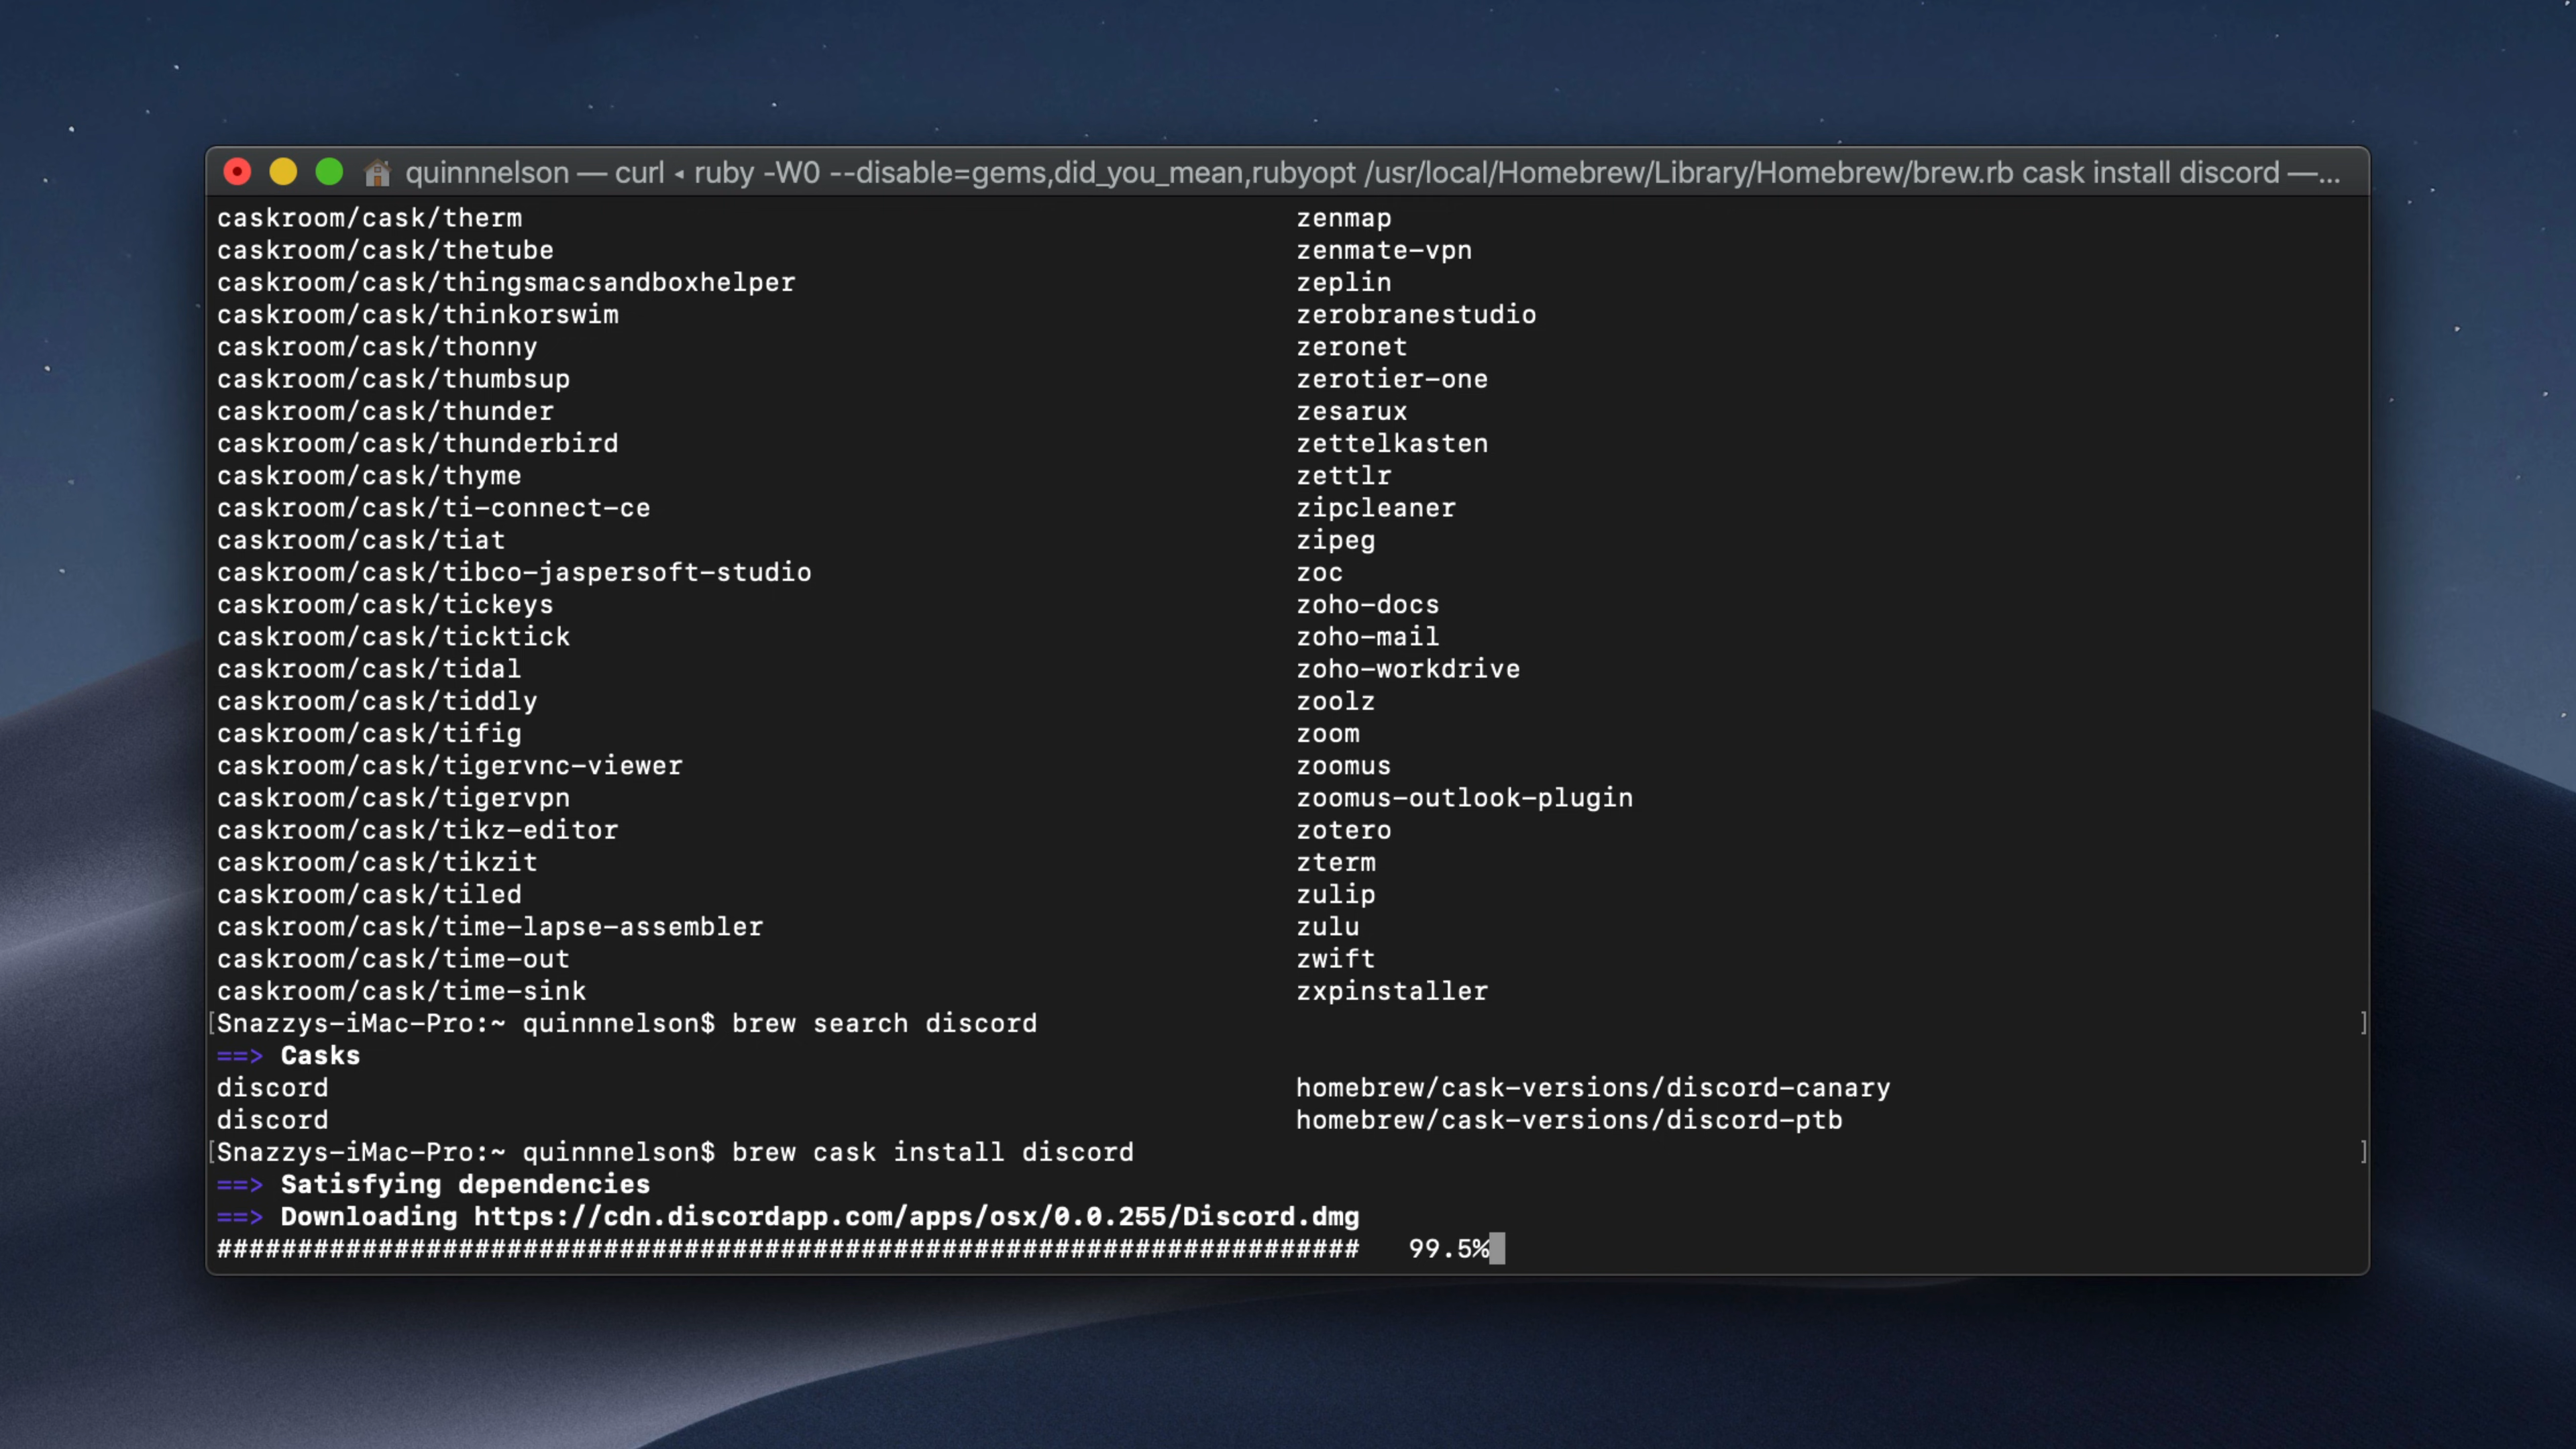 quinnnelson — curl ◂ ruby -W0 --disable=gems,did_you_mean,rubyopt /usr/local/Homebrew/Library/Homebrew/brew.rb cask install discord —...
caskroom/cask/therm zenmap
caskroom/cask/thetube zenmate-vpn
caskroom/cask/thingsmacsandboxhelper zeplin
caskroom/cask/thinkorswim zerobranestudio
caskroom/cask/thonny zeronet
caskroom/cask/thumbsup zerotier-one
caskroom/cask/thunder zesarux
caskroom/cask/thunderbird zettelkasten
caskroom/cask/thyme zettlr
caskroom/cask/ti-connect-ce zipcleaner
caskroom/cask/tiat zipeg
caskroom/cask/tibco-jaspersoft-studio zoc
caskroom/cask/tickeys zoho-docs
caskroom/cask/ticktick zoho-mail
caskroom/cask/tidal zoho-workdrive
caskroom/cask/tiddly zoolz
caskroom/cask/tifig zoom
caskroom/cask/tigervnc-viewer zoomus
caskroom/cask/tigervpn zoomus-outlook-plugin
caskroom/cask/tikz-editor zotero
caskroom/cask/tikzit zterm
caskroom/cask/tiled zulip
caskroom/cask/time-lapse-assembler zulu
caskroom/cask/time-out zwift
caskroom/cask/time-sink zxpinstaller
[Snazzys-iMac-Pro:~ quinnnelson$ brew search discord ]
==> Casks
discord homebrew/cask-versions/discord-canary
discord homebrew/cask-versions/discord-ptb
[Snazzys-iMac-Pro:~ quinnnelson$ brew cask install discord ]
==> Satisfying dependencies
==> Downloading https://cdn.discordapp.com/apps/osx/0.0.255/Discord.dmg
####################################################################### 99.5%